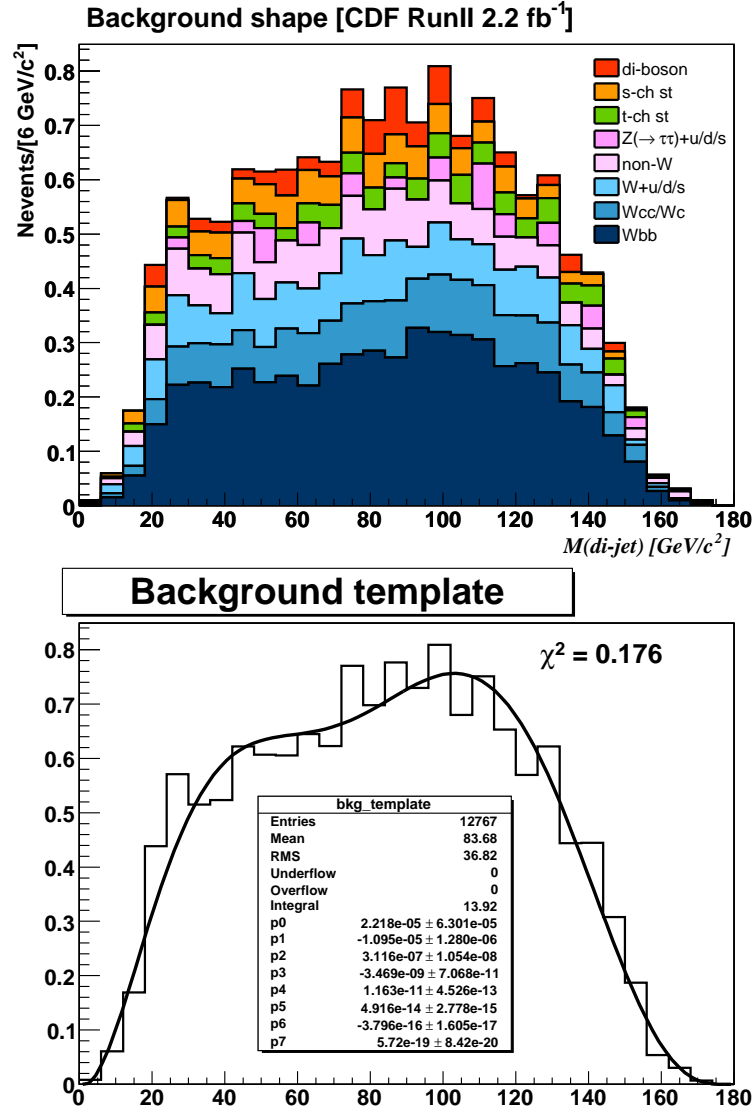 Background shape [CDF RunII 2.2 fb-1]
Nevents/[6 GeV/c2]
0.8
0.7
0.6
0.5
0.4
0.3
0.2
0.1
0
di-boson
s-ch st
t-ch st
Z(→ ττ)+u/d/s
non-W
W+u/d/s
Wcc/Wc
Wbb
0 20 40 60 80 100 120 140 160 180
M(di-jet) [GeV/c2]
Background template
χ2 = 0.176
0.8
0.7
0.6
0.5
0.4
0.3
0.2
0.1
0
bkg_template
Entries 12767
Mean 83.68
RMS 36.82
Underflow 0
Overflow 0
Integral 13.92
p0 2.218e-05 ± 6.301e-05
p1 -1.095e-05 ± 1.280e-06
p2 3.116e-07 ± 1.054e-08
p3 -3.469e-09 ± 7.068e-11
p4 1.163e-11 ± 4.526e-13
p5 4.916e-14 ± 2.778e-15
p6 -3.796e-16 ± 1.605e-17
p7 5.72e-19 ± 8.42e-20
0 20 40 60 80 100 120 140 160 180